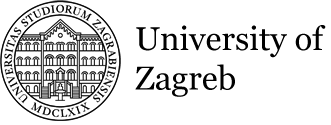 UNIVERSITAS STUDIORUM ZAGRABIENSIS
MDCLXIX
University of
Zagreb